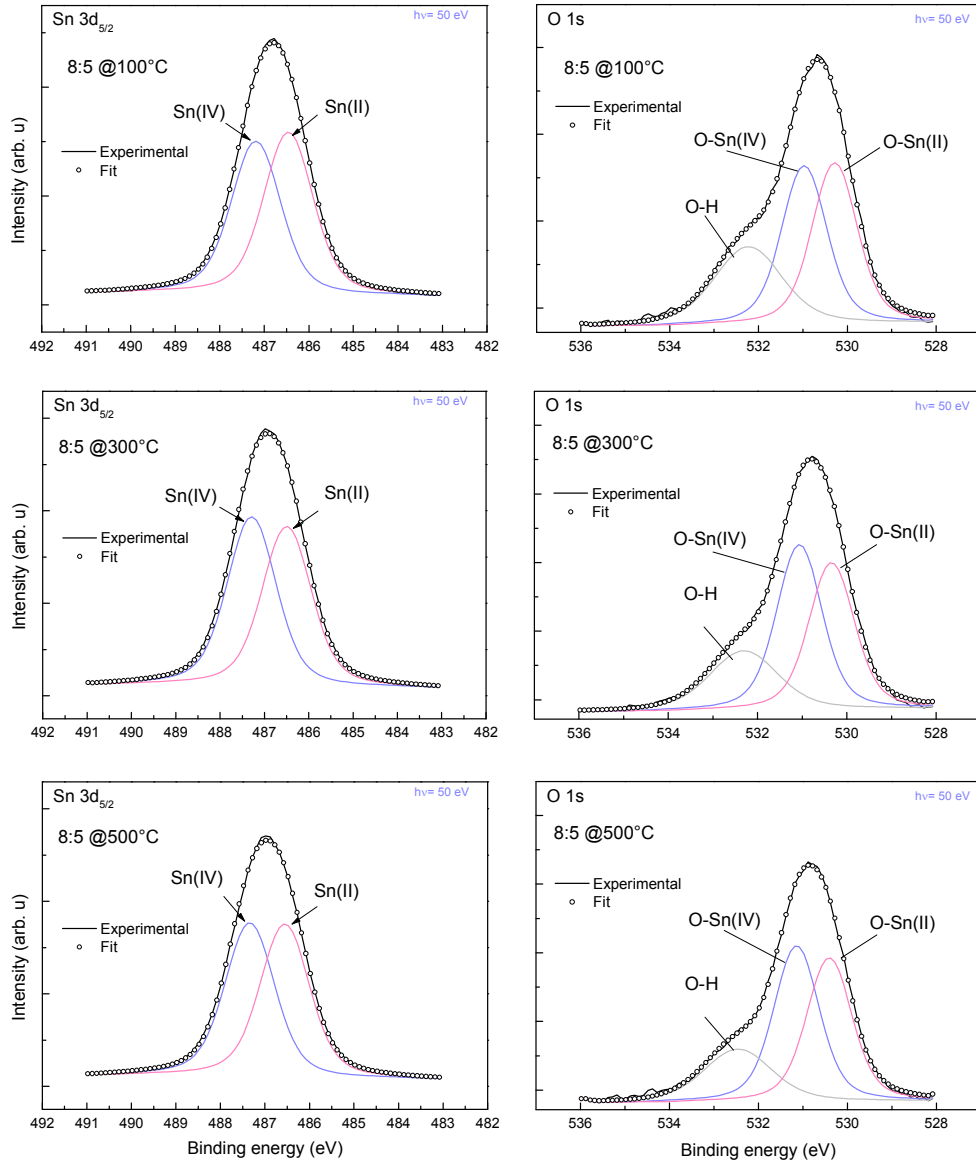 Sn 3d5/2
hν= 50 eV
8:5 @100°C
Sn(IV)
Sn(II)
Experimental
Fit
Intensity (arb. u)
492 491 490 489 488 487 486 485 484 483 482
O 1s
hν= 50 eV
8:5 @100°C
Experimental
Fit
O-Sn(IV)
O-Sn(II)
O-H
536 534 532 530 528
Sn 3d5/2
hν= 50 eV
8:5 @300°C
Sn(IV)
Sn(II)
Experimental
Fit
Intensity (arb. u)
492 491 490 489 488 487 486 485 484 483 482
O 1s
hν= 50 eV
8:5 @300°C
Experimental
Fit
O-Sn(IV)
O-Sn(II)
O-H
536 534 532 530 528
Sn 3d5/2
hν= 50 eV
8:5 @500°C
Sn(IV)
Sn(II)
Experimental
Fit
Intensity (arb. u)
492 491 490 489 488 487 486 485 484 483 482
Binding energy (eV)
O 1s
hν= 50 eV
8:5 @500°C
Experimental
Fit
O-Sn(IV)
O-Sn(II)
O-H
536 534 532 530 528
Binding energy (eV)